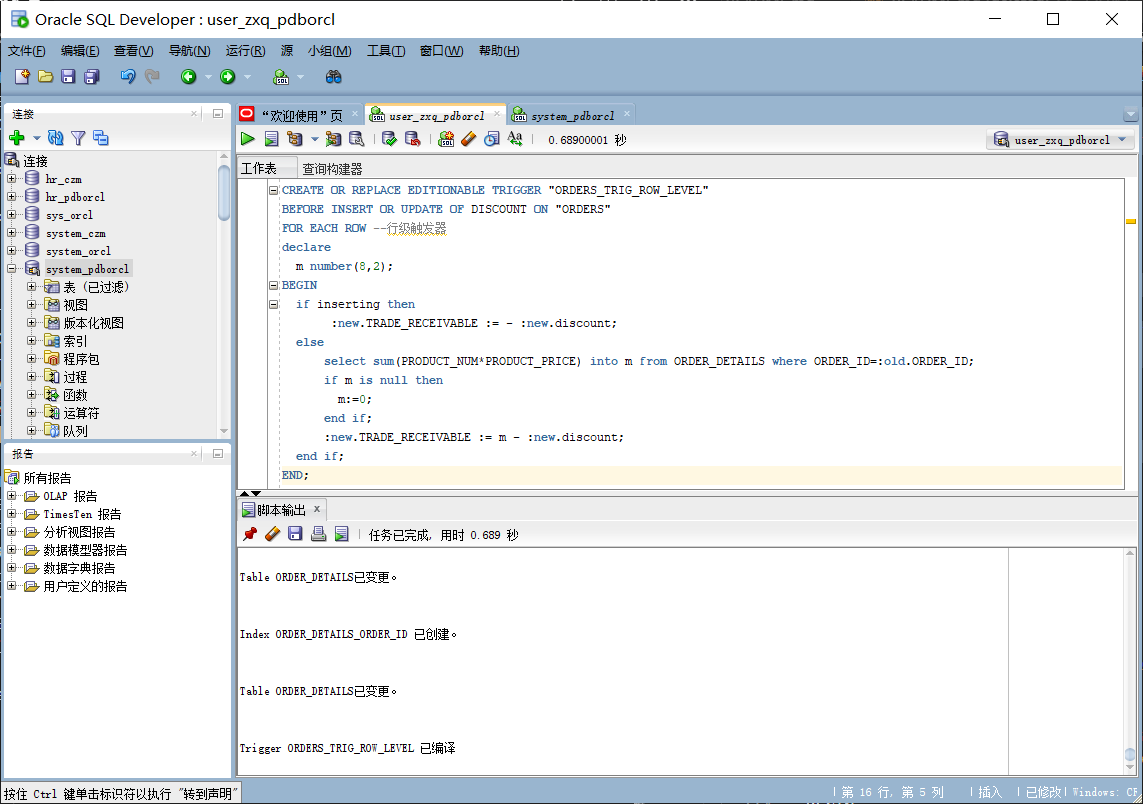 Oracle SQL Developer : user_zxq_pdborcl
文件(F) 编辑(E) 查看(V) 导航(N) 运行(R) 源 小组(M) 工具(T) 窗口(W) 帮助(H)
连接
连接
hr_czm
hr_pdborcl
sys_orcl
system_czm
system_orcl
system_pdborcl
表 (已过滤)
视图
版本化视图
索引
程序包
过程
函数
运算符
队列
报告
所有报告
OLAP 报告
TimesTen 报告
分析视图报告
数据模型器报告
数据字典报告
用户定义的报告
“欢迎使用”页 user_zxq_pdborcl system_pdborcl
0.68900001 秒 user_zxq_pdborcl
工作表 查询构建器
CREATE OR REPLACE EDITIONABLE TRIGGER "ORDERS_TRIG_ROW_LEVEL"
BEFORE INSERT OR UPDATE OF DISCOUNT ON "ORDERS"
FOR EACH ROW --行级触发器
declare
m number(8,2);
BEGIN
if inserting then
:new.TRADE_RECEIVABLE := - :new.discount;
else
select sum(PRODUCT_NUM*PRODUCT_PRICE) into m from ORDER_DETAILS where ORDER_ID=:old.ORDER_ID;
if m is null then
m:=0;
end if;
:new.TRADE_RECEIVABLE := m - :new.discount;
end if;
END;
脚本输出 x
任务已完成, 用时 0.689 秒
Table ORDER_DETAILS已变更。
Index ORDER_DETAILS_ORDER_ID 已创建。
Table ORDER_DETAILS已变更。
Trigger ORDERS_TRIG_ROW_LEVEL 已编译
按住 Ctrl 键单击标识符以执行 "转到声明" 第 16 行, 第 5 列 插入 已修改 Windows: CR